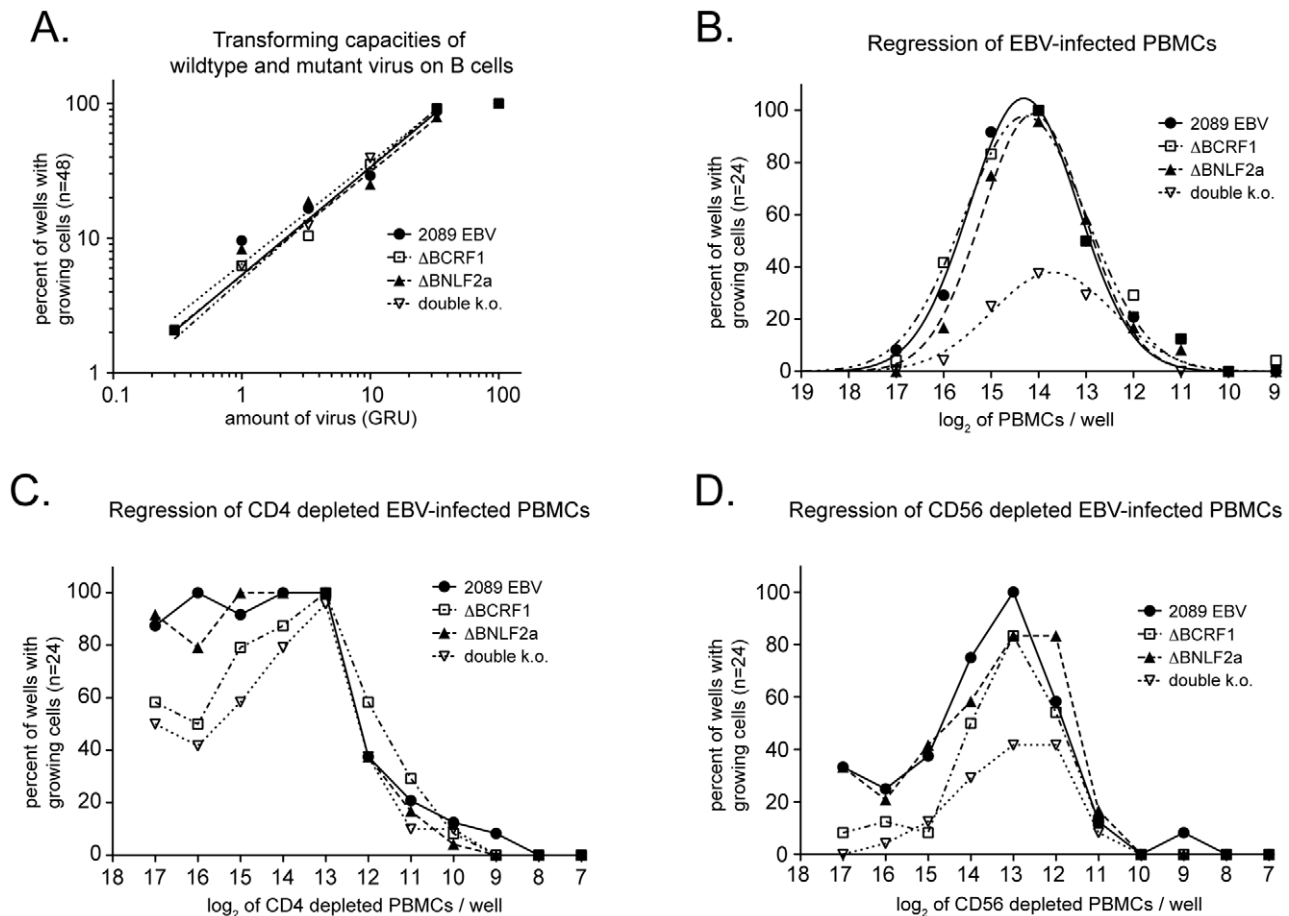 A.
Transforming capacities of
wildtype and mutant virus on B cells
percent of wells with
growing cells (n=48)
100
10
1
2089 EBV
ΔBCRF1
ΔBNLF2a
double k.o.
0.1 1 10 100
amount of virus (GRU)
B.
Regression of EBV-infected PBMCs
percent of wells with
growing cells (n=24)
100
80
60
40
20
0
2089 EBV
ΔBCRF1
ΔBNLF2a
double k.o.
19 18 17 16 15 14 13 12 11 10 9
log₂ of PBMCs / well
C.
Regression of CD4 depleted EBV-infected PBMCs
percent of wells with
growing cells (n=24)
100
80
60
40
20
0
2089 EBV
ΔBCRF1
ΔBNLF2a
double k.o.
18 17 16 15 14 13 12 11 10 9 8 7
log₂ of CD4 depleted PBMCs / well
D.
Regression of CD56 depleted EBV-infected PBMCs
percent of wells with
growing cells (n=24)
100
80
60
40
20
0
2089 EBV
ΔBCRF1
ΔBNLF2a
double k.o.
18 17 16 15 14 13 12 11 10 9 8 7
log₂ of CD56 depleted PBMCs / well